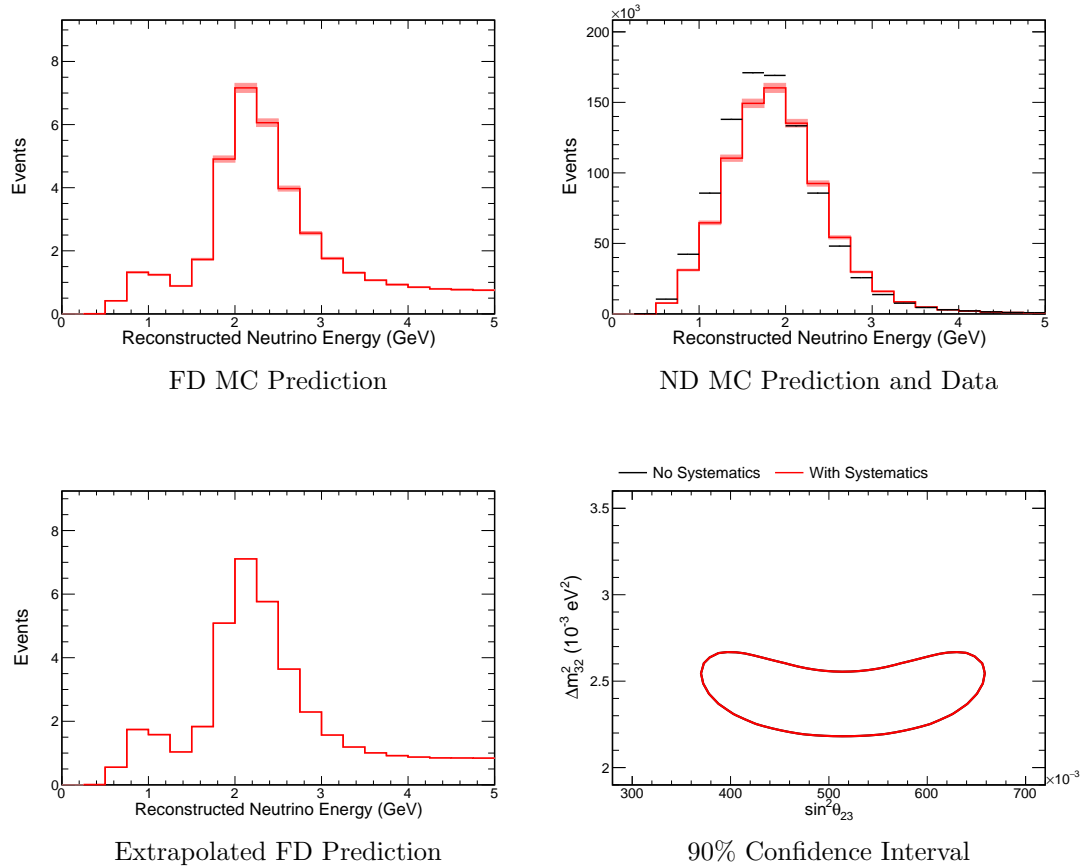 8
6
4
2
0
Events
0 1 2 3 4 5
Reconstructed Neutrino Energy (GeV)
FD MC Prediction
×10³
200
150
100
50
0
Events
0 1 2 3 4 5
Reconstructed Neutrino Energy (GeV)
ND MC Prediction and Data
8
6
4
2
0
Events
0 1 2 3 4 5
Reconstructed Neutrino Energy (GeV)
Extrapolated FD Prediction
No Systematics With Systematics
3.5
3
2.5
2
Δm²₃₂ (10⁻³ eV²)
300 400 500 600 700
×10⁻³
sin²θ₂₃
90% Confidence Interval